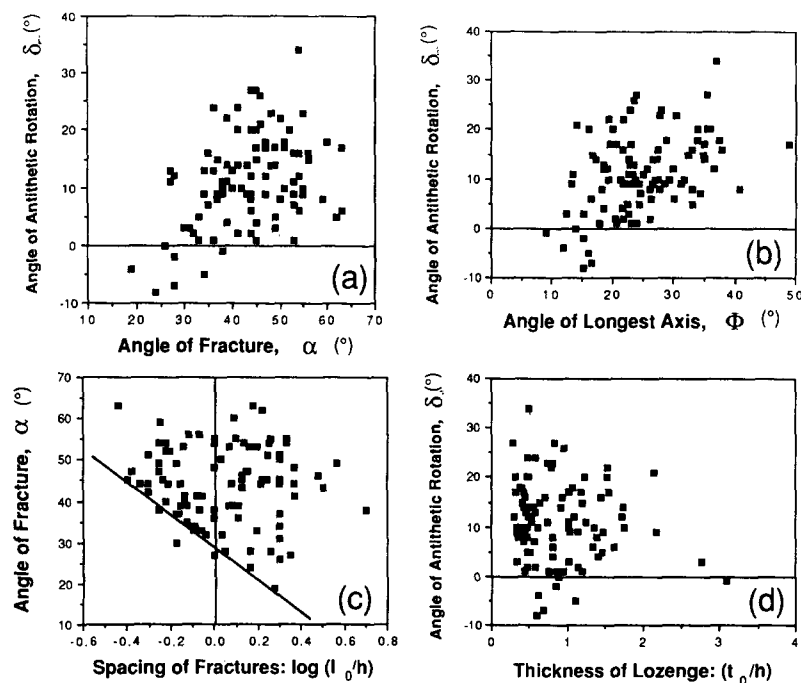 Angle of Antithetic Rotation, δ (°)
40
30
20
10
0
-10
(a)
10 20 30 40 50 60 70
Angle of Fracture, α (°)
Angle of Antithetic Rotation, δ (°)
40
30
20
10
0
-10
(b)
0 10 20 30 40 50
Angle of Longest Axis, Φ (°)
Angle of Fracture, α (°)
70
60
50
40
30
20
10
(c)
-0.6 -0.4 -0.2 0.0 0.2 0.4 0.6 0.8
Spacing of Fractures: log (l 0/h)
Angle of Antithetic Rotation, δ (°)
40
30
20
10
0
-10
(d)
0 1 2 3 4
Thickness of Lozenge: (t 0/h)